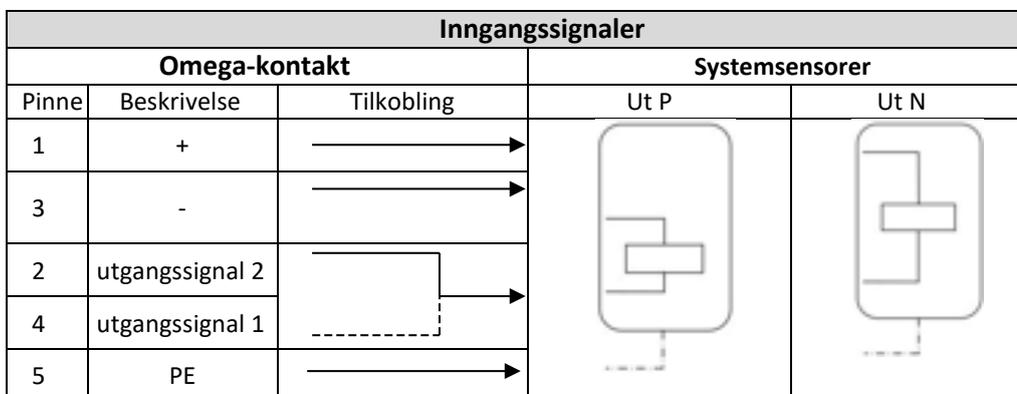 Inngangssignaler
Omega-kontakt Systemsensorer
Pinne Beskrivelse Tilkobling Ut P Ut N
1 +
3 -
2 utgangssignal 2
4 utgangssignal 1
5 PE